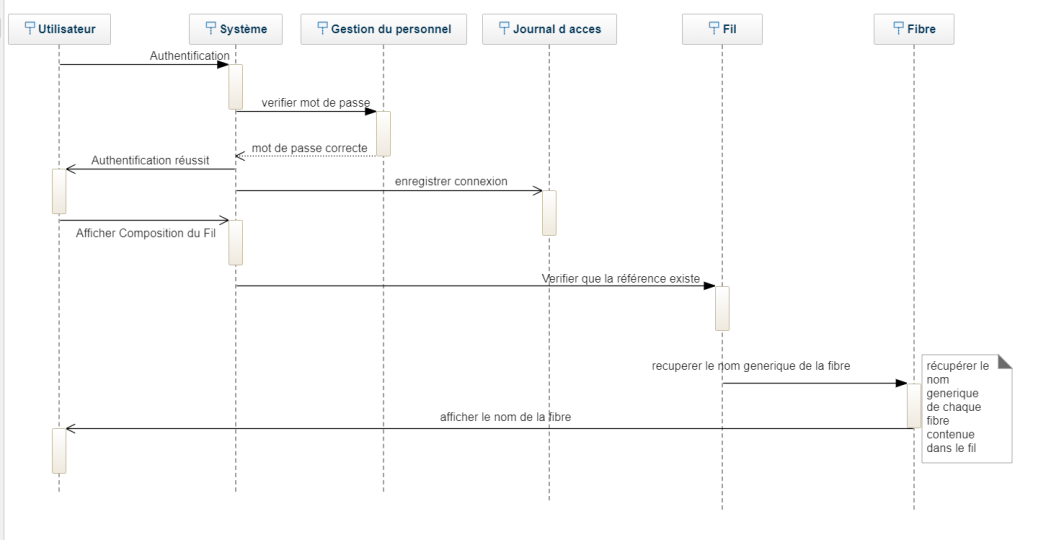 Utilisateur
Système
Gestion du personnel
Journal d acces
Fil
Fibre
Authentification
verifier mot de passe
mot de passe correcte
Authentification réussit
enregistrer connexion
Afficher Composition du Fil
Verifier que la référence existe
recuperer le nom generique de la fibre
récupérer le
nom
generique
de chaque
fibre
contenue
dans le fil
afficher le nom de la fibre